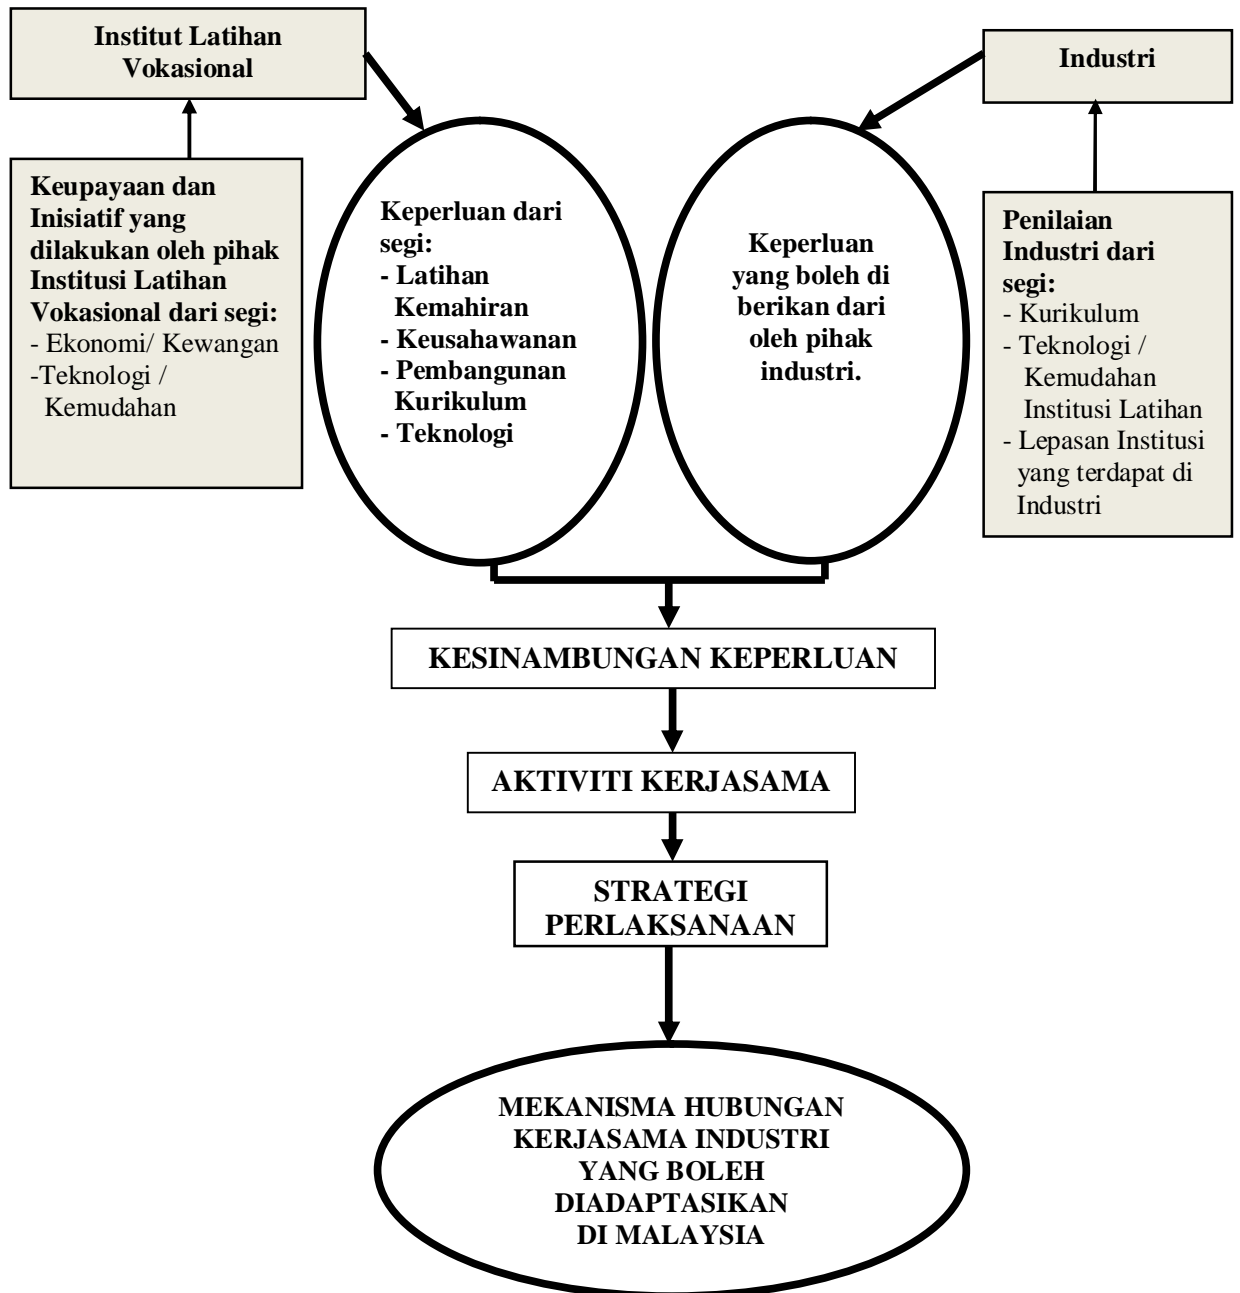 Institut Latihan
Vokasional
Industri
Keupayaan dan
Inisiatif yang
dilakukan oleh pihak
Institusi Latihan
Vokasional dari segi:
- Ekonomi/ Kewangan
-Teknologi /
Kemudahan
Keperluan dari
segi:
- Latihan
Kemahiran
- Keusahawanan
- Pembangunan
Kurikulum
- Teknologi
Keperluan
yang boleh di
berikan dari
oleh pihak
industri.
Penilaian
Industri dari
segi:
- Kurikulum
- Teknologi /
Kemudahan
Institusi Latihan
- Lepasan Institusi
yang terdapat di
Industri
KESINAMBUNGAN KEPERLUAN
AKTIVITI KERJASAMA
STRATEGI
PERLAKSANAAN
MEKANISMA HUBUNGAN
KERJASAMA INDUSTRI
YANG BOLEH
DIADAPTASIKAN
DI MALAYSIA